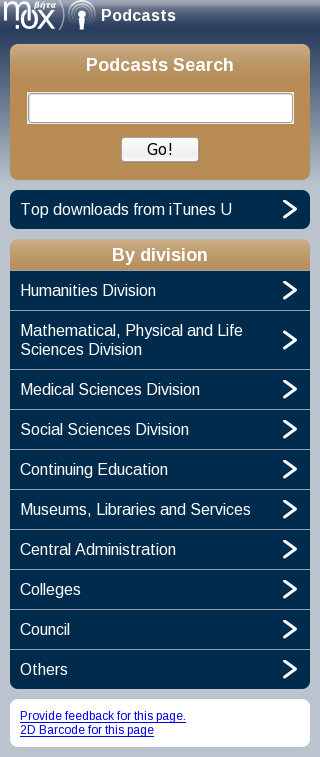 mox βήτα
Podcasts
Podcasts Search
Go!
Top downloads from iTunes U
By division
Humanities Division
Mathematical, Physical and Life
Sciences Division
Medical Sciences Division
Social Sciences Division
Continuing Education
Museums, Libraries and Services
Central Administration
Colleges
Council
Others
Provide feedback for this page.
2D Barcode for this page